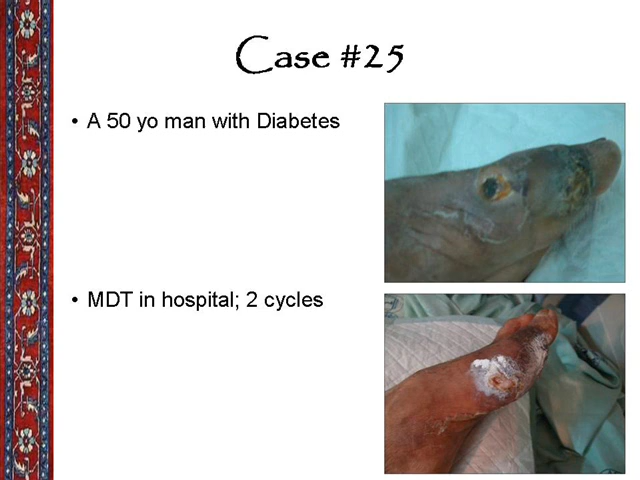 Case #25
• A 50 yo man with Diabetes
• MDT in hospital; 2 cycles